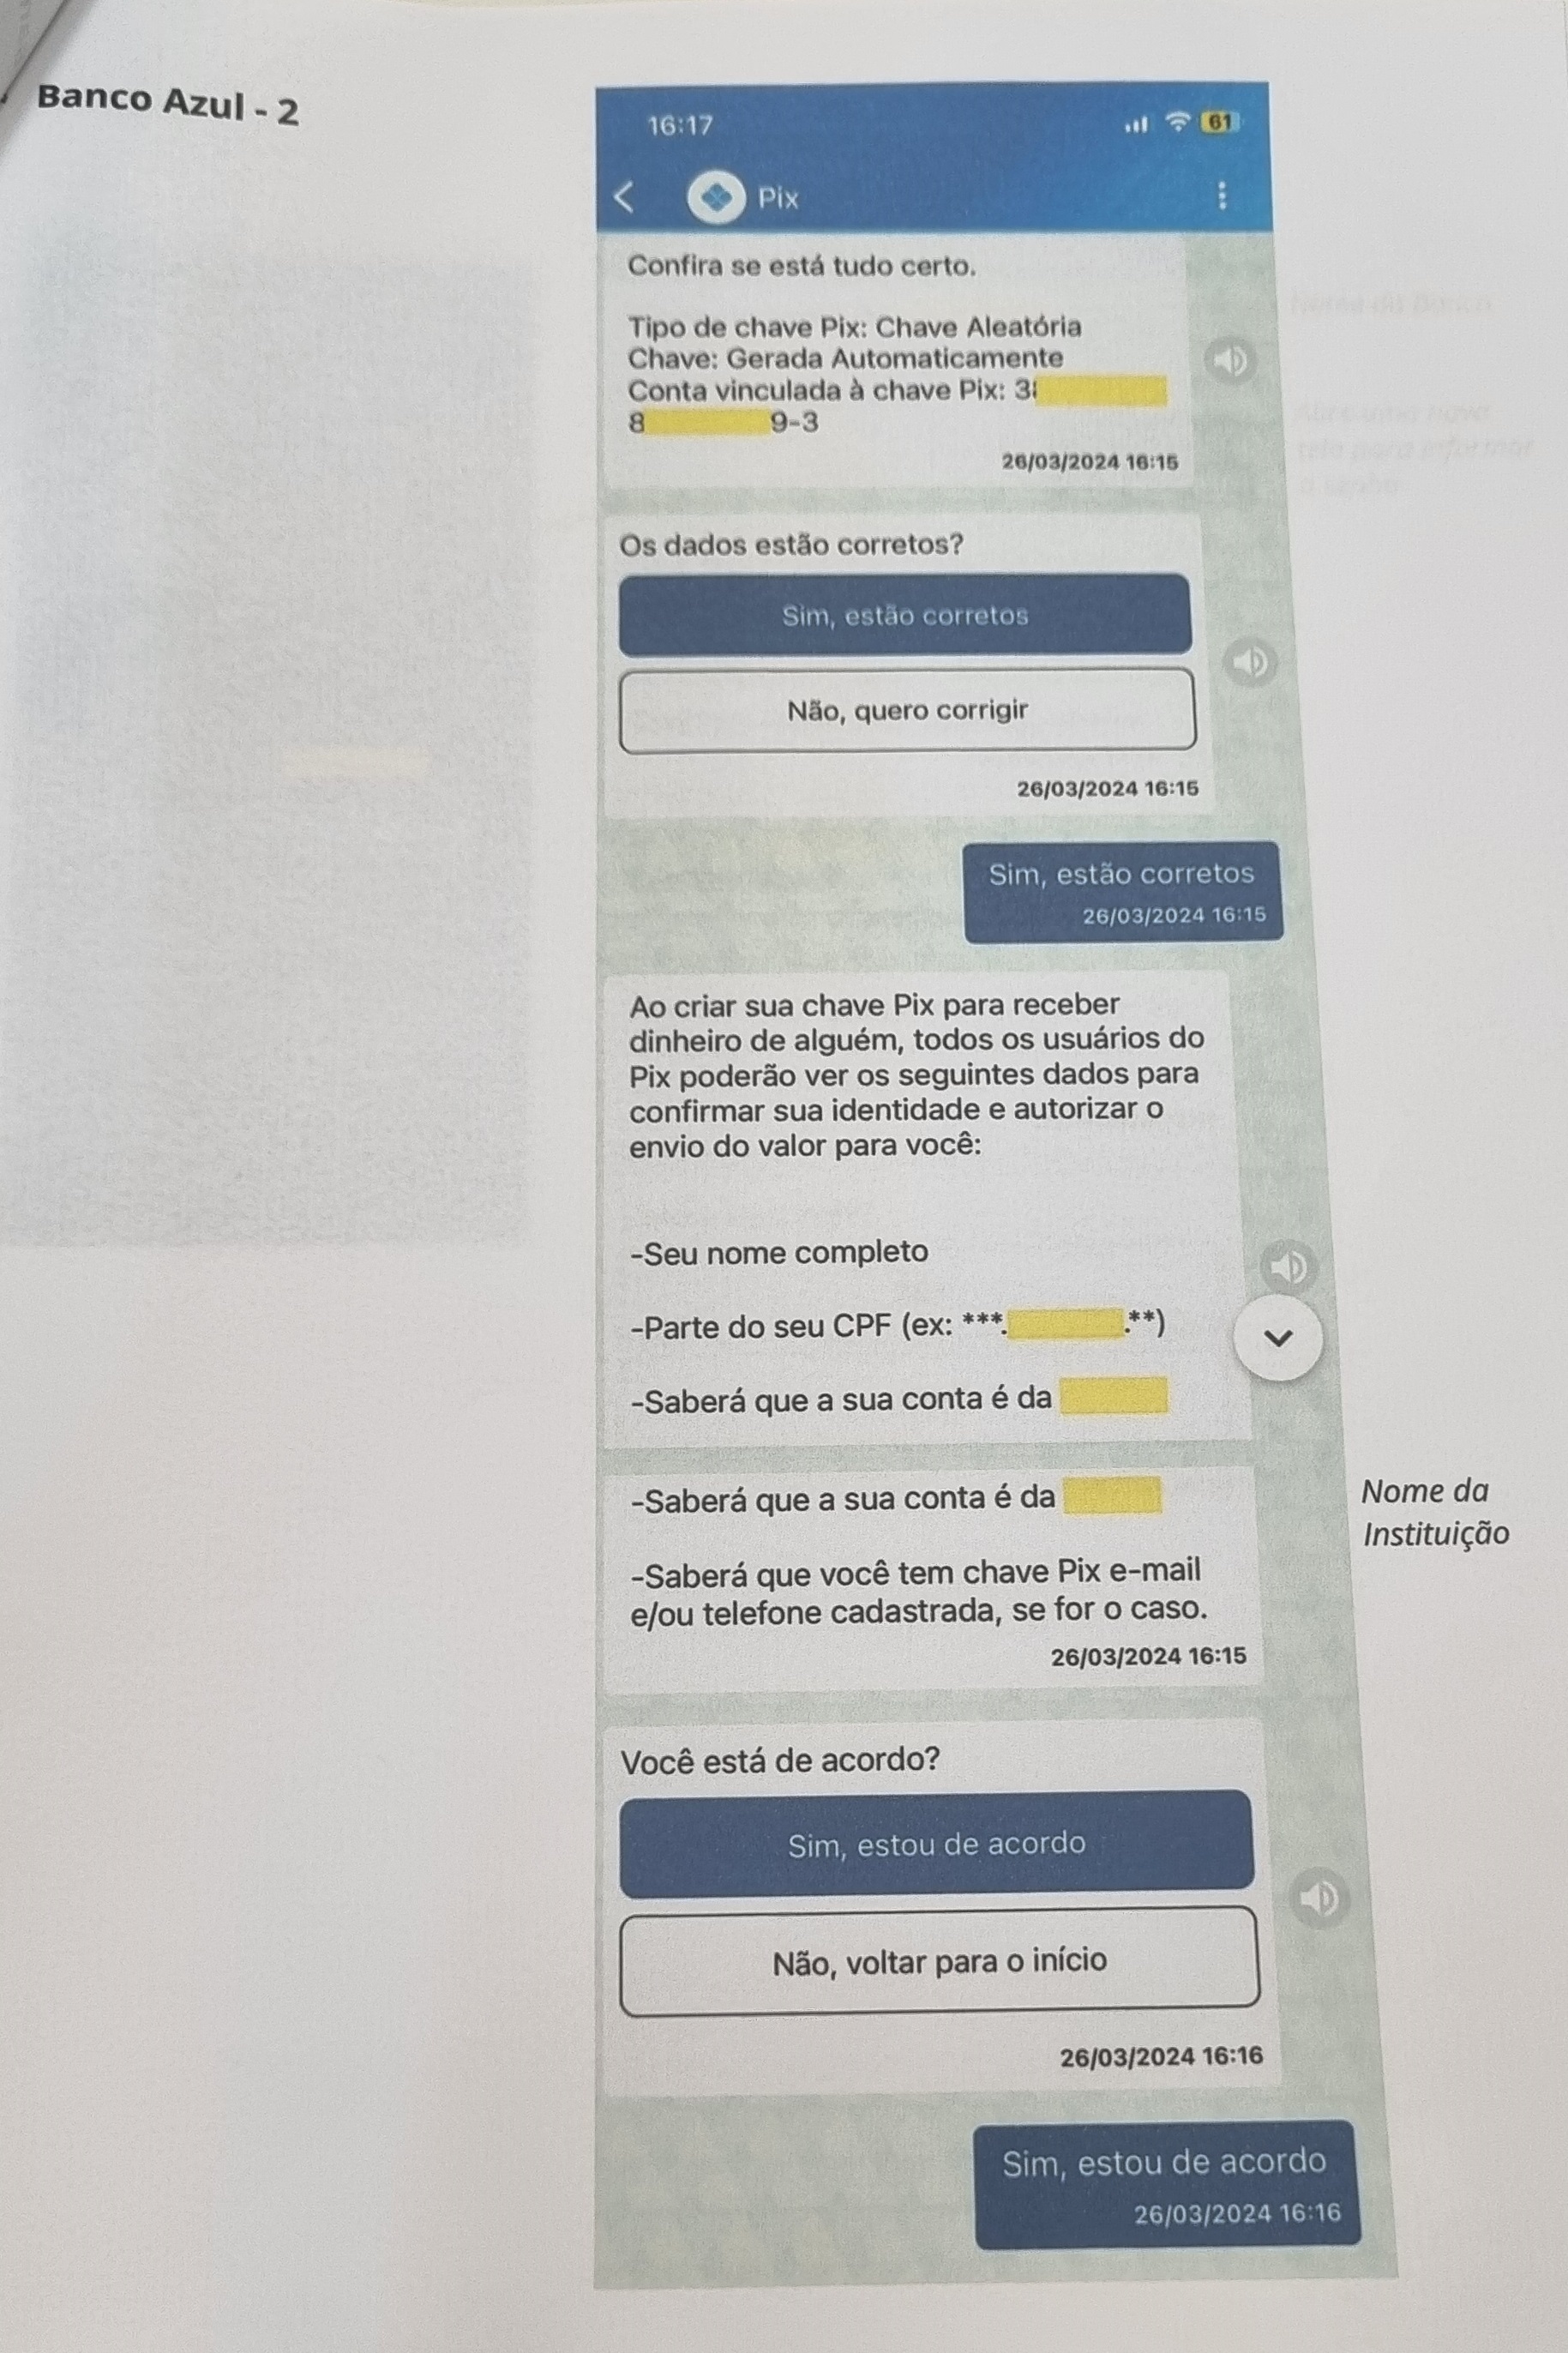 Banco Azul - 2
16:17
61
Pix
Confira se está tudo certo.
Tipo de chave Pix: Chave Aleatória
Chave: Gerada Automaticamente
Conta vinculada à chave Pix: 3
8 9-3
26/03/2024 16:15
Os dados estão corretos?
Sim, estão corretos
Não, quero corrigir
26/03/2024 16:15
Sim, estão corretos
26/03/2024 16:15
Ao criar sua chave Pix para receber
dinheiro de alguém, todos os usuários do
Pix poderão ver os seguintes dados para
confirmar sua identidade e autorizar o
envio do valor para você:
-Seu nome completo
-Parte do seu CPF (ex: ***. .**)
-Saberá que a sua conta é da
-Saberá que a sua conta é da
Nome da
Instituição
-Saberá que você tem chave Pix e-mail
e/ou telefone cadastrada, se for o caso.
26/03/2024 16:15
Você está de acordo?
Sim, estou de acordo
Não, voltar para o início
26/03/2024 16:16
Sim, estou de acordo
26/03/2024 16:16